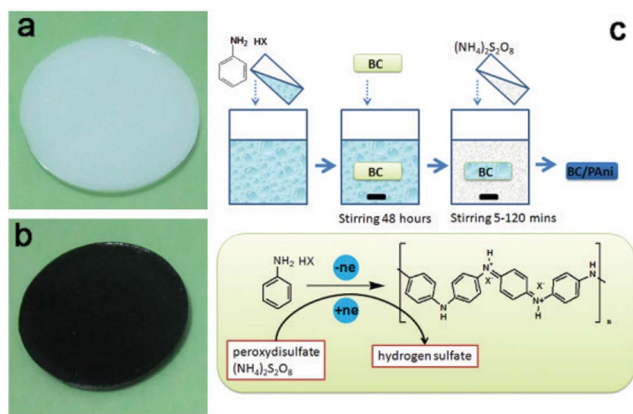 a
b
c
NH₂ HX
(NH₄)₂S₂O₈
BC
BC
BC
BC/PAni
Stirring 48 hours
Stirring 5-120 mins
NH₂ HX
-ne
+ne
peroxydisulfate
(NH₄)₂S₂O₈
hydrogen sulfate
H
N⁺
X⁻
N
H
X⁻
N⁺
H
H
N
n